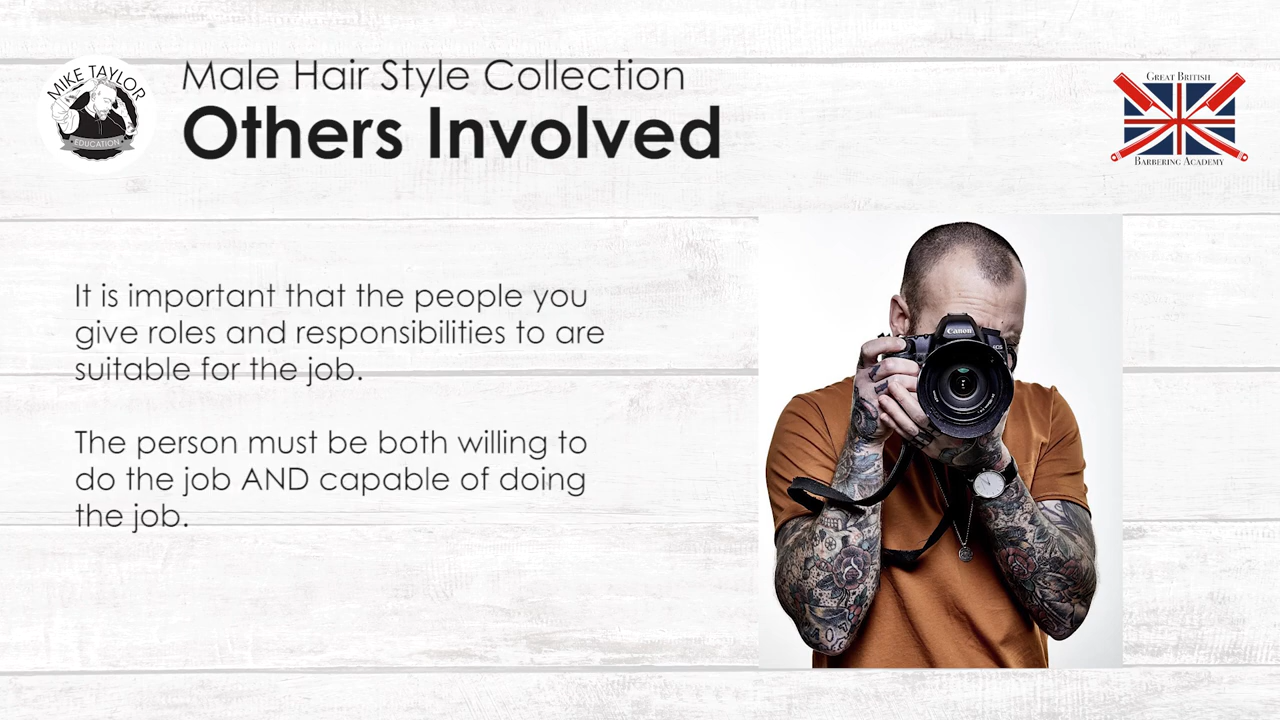 MIKE TAYLOR
EDUCATION
Male Hair Style Collection
Others Involved
GREAT BRITISH
BARBERING ACADEMY
It is important that the people you
give roles and responsibilities to are
suitable for the job.
The person must be both willing to
do the job AND capable of doing
the job.
Canon
EOS